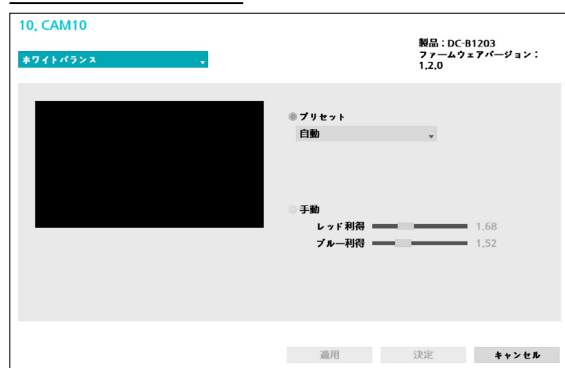 10. CAM10
製品：DC-B1203
ファームウェアバージョン：
1.2.0
ホワイトバランス
プリセット
自動
手動
レッド利得 1.68
ブルー利得 1.52
適用 決定 キャンセル